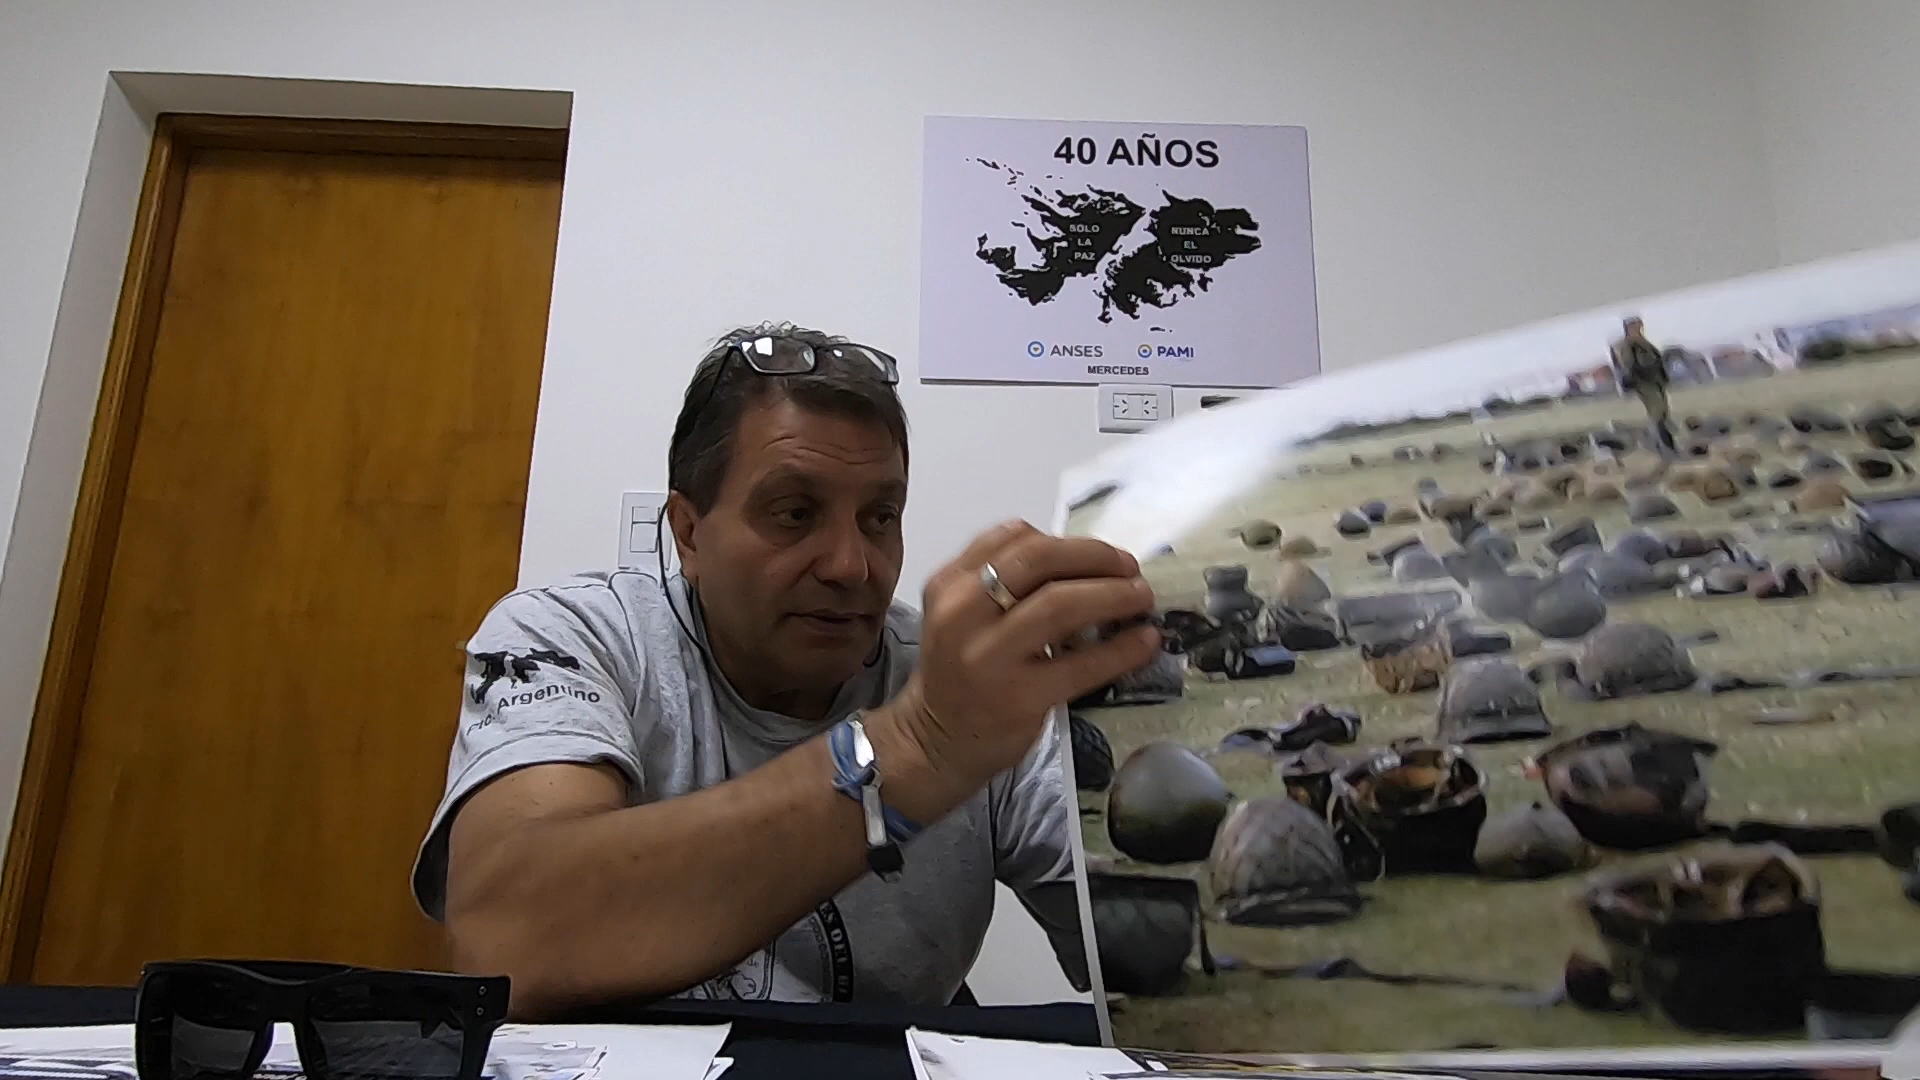 40 AÑOS
SOLO
LA
PAZ
NUNCA
EL
OLVIDO
ANSES
PAMI
MERCEDES
Argentino